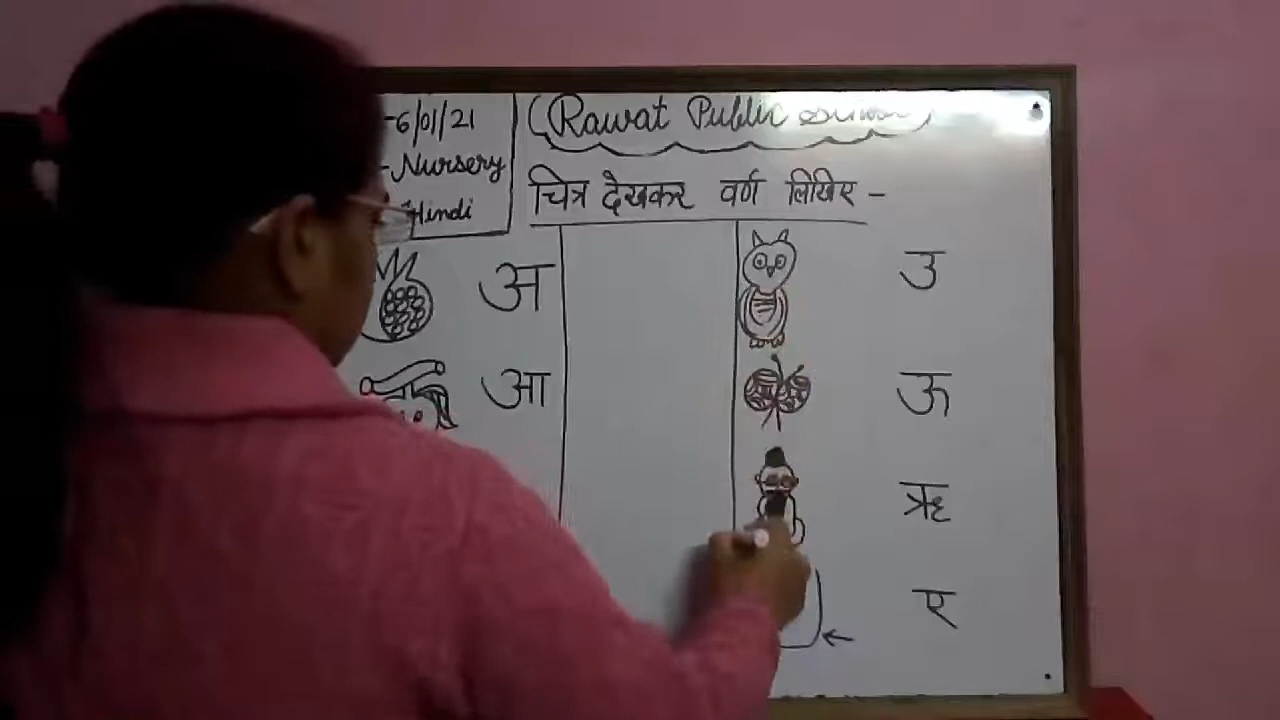 -6/01/21
(Rawat Public
-Nursery
Hindi
चित्र देखकर वर्ण लिखिए -
अ
उ
आ
ऊ
ऋ
ए